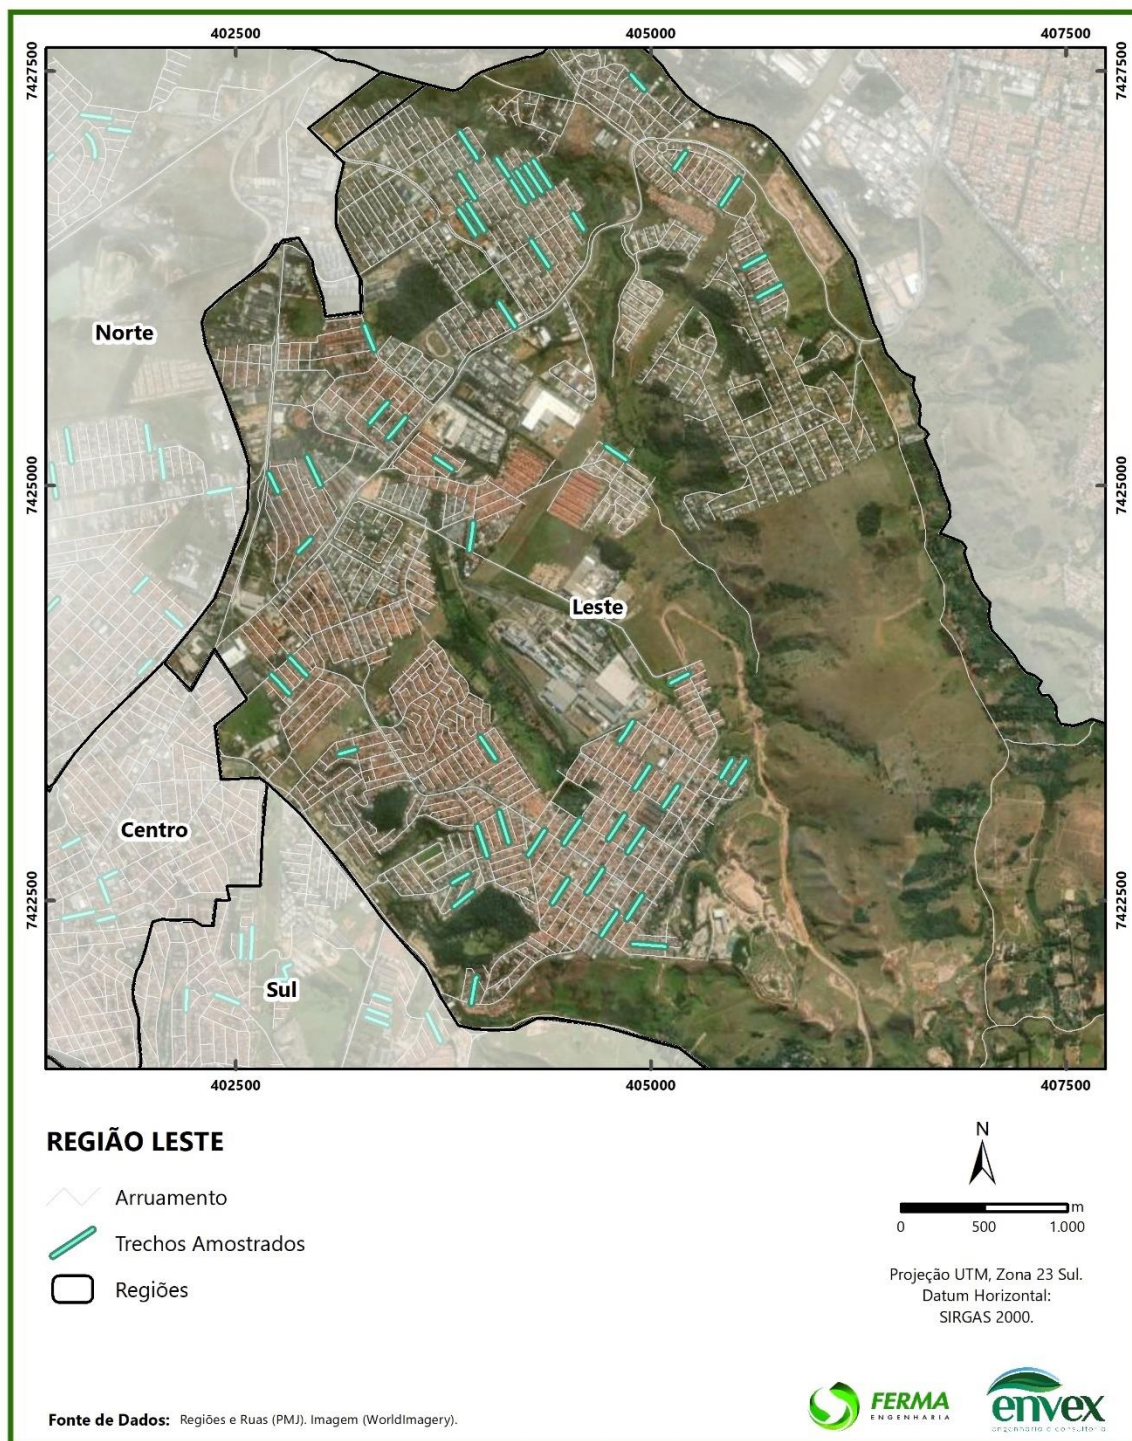 402500 405000 407500
7427500 7427500
Norte
7425000 7425000
Leste
Centro
7422500 7422500
Sul
402500 405000 407500
REGIÃO LESTE
Arruamento
Trechos Amostrados
Regiões
N
m
0 500 1.000
Projeção UTM, Zona 23 Sul.
Datum Horizontal:
SIRGAS 2000.
Fonte de Dados: Regiões e Ruas (PMJ). Imagem (WorldImagery).
FERMA
ENGENHARIA
envex
engenharia e consultoria